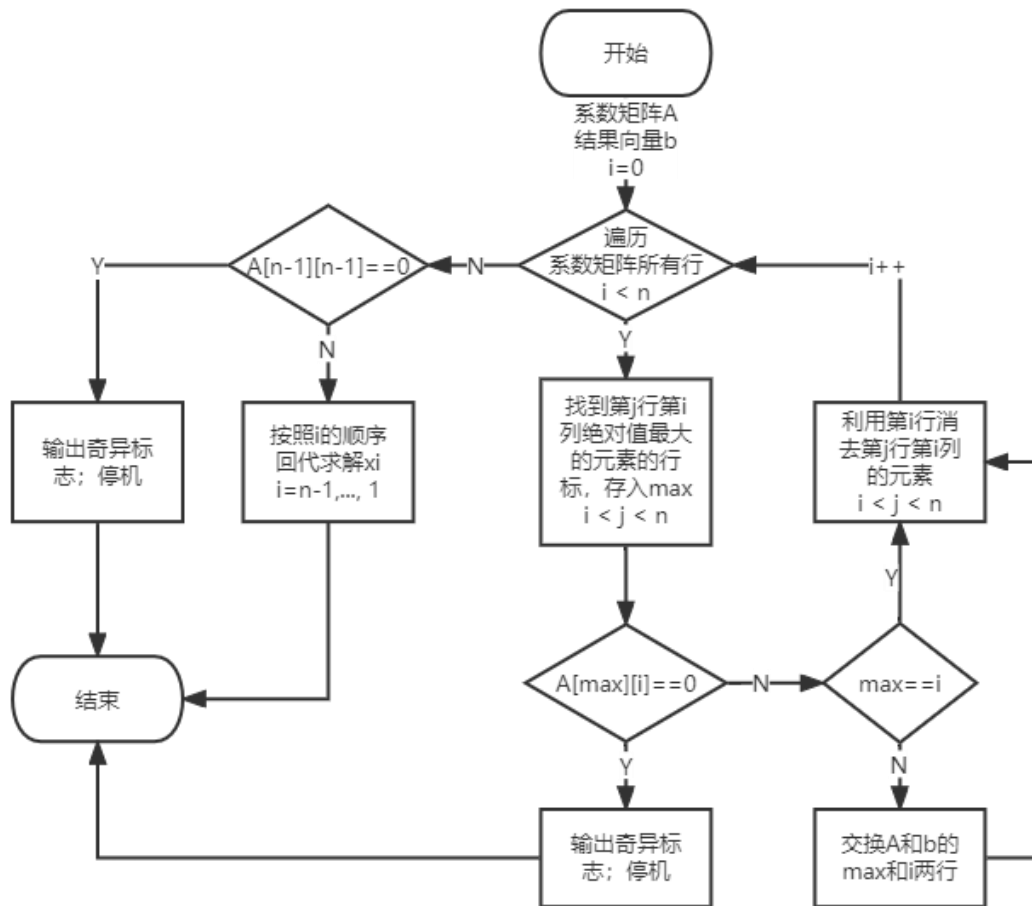 开始
系数矩阵A
结果向量b
i=0
遍历
系数矩阵所有行
i < n
N
A[n-1][n-1]==0
Y
N
Y
i++
输出奇异标
志；停机
按照i的顺序
回代求解xi
i=n-1,..., 1
找到第j行第i
列绝对值最大
的元素的行
标，存入max
i < j < n
利用第i行消
去第j行第i列
的元素
i < j < n
Y
结束
A[max][i]==0
N
max==i
Y
N
输出奇异标
志；停机
交换A和b的
max和i两行